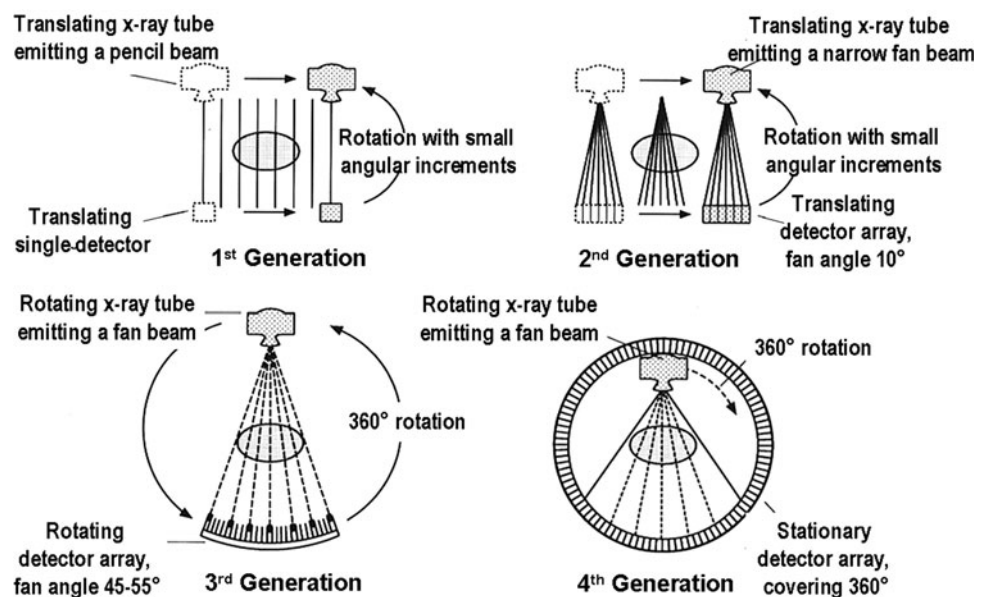 Translating x-ray tube
emitting a pencil beam
Rotation with small
angular increments
Translating
single-detector
1st Generation
Translating x-ray tube
emitting a narrow fan beam
Rotation with small
angular increments
Translating
detector array,
fan angle 10°
2nd Generation
Rotating x-ray tube
emitting a fan beam
360° rotation
Rotating
detector array,
fan angle 45-55°
3rd Generation
Rotating x-ray tube
emitting a fan beam
360° rotation
Stationary
detector array,
covering 360°
4th Generation